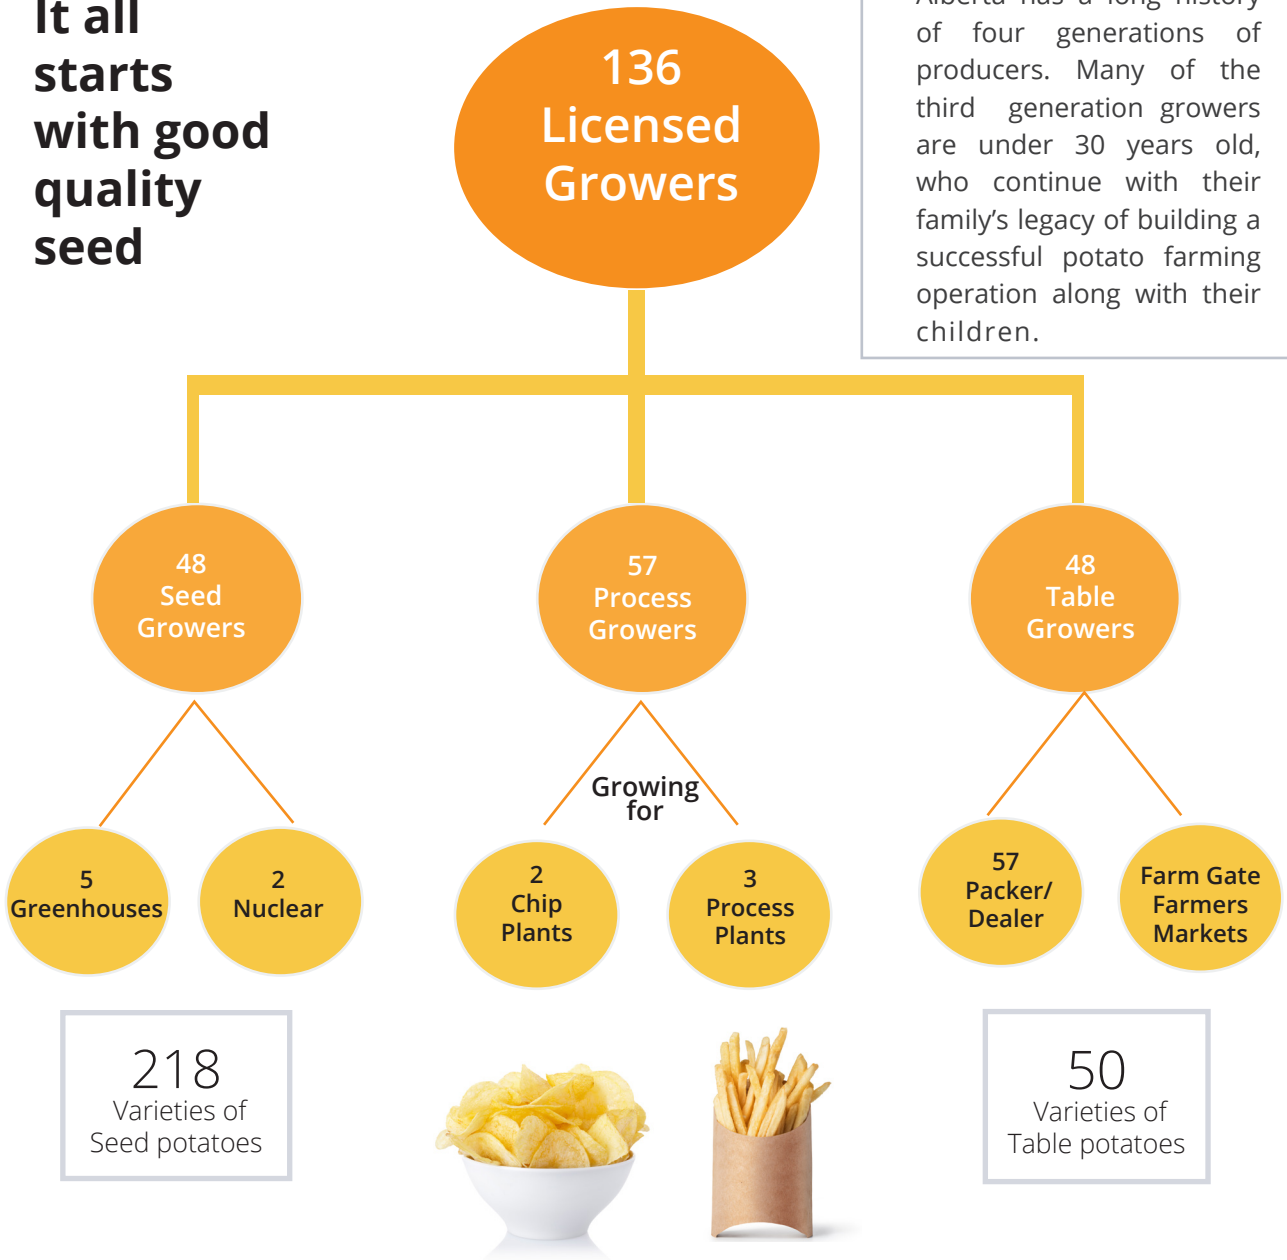 It all
starts
with good
quality
seed
136
Licensed
Growers
Alberta has a long history
of four generations of
producers. Many of the
third generation growers
are under 30 years old,
who continue with their
family's legacy of building a
successful potato farming
operation along with their
children.
48
Seed
Growers
57
Process
Growers
48
Table
Growers
Growing
for
5
Greenhouses
2
Nuclear
2
Chip
Plants
3
Process
Plants
57
Packer/
Dealer
Farm Gate
Farmers
Markets
218
Varieties of
Seed potatoes
50
Varieties of
Table potatoes